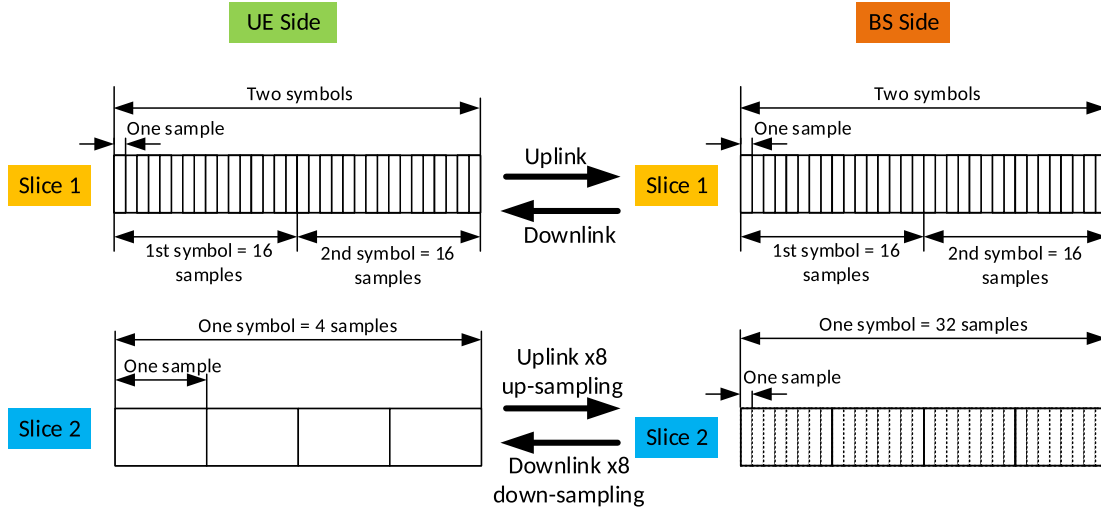 UE Side
BS Side
Two symbols
Two symbols
One sample
One sample
Slice 1
Uplink
Slice 1
Downlink
1st symbol = 16
samples
2nd symbol = 16
samples
1st symbol = 16
samples
2nd symbol = 16
samples
One symbol = 4 samples
One symbol = 32 samples
One sample
Uplink x8
up-sampling
One sample
Slice 2
Slice 2
Downlink x8
down-sampling